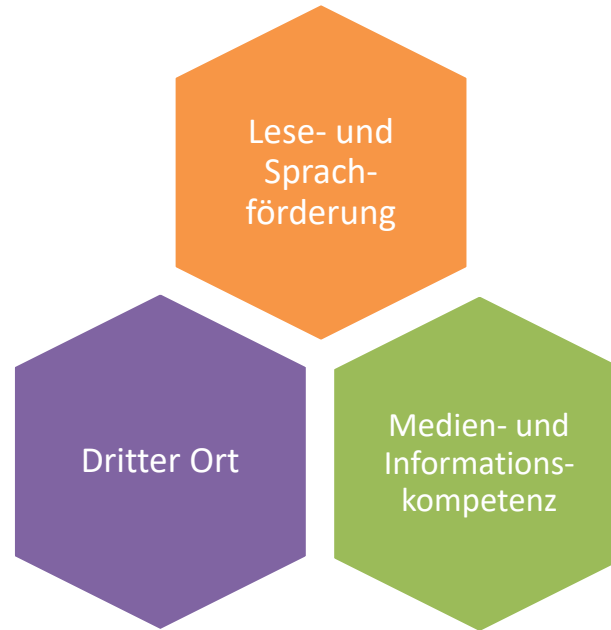 Lese- und
Sprach-
förderung
Dritter Ort
Medien- und
Informations-
kompetenz